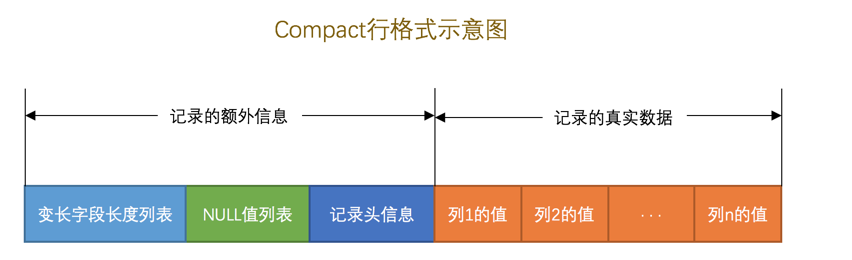 Compact行格式示意图
记录的额外信息
记录的真实数据
变长字段长度列表
NULL值列表
记录头信息
列1的值
列2的值
...
列n的值